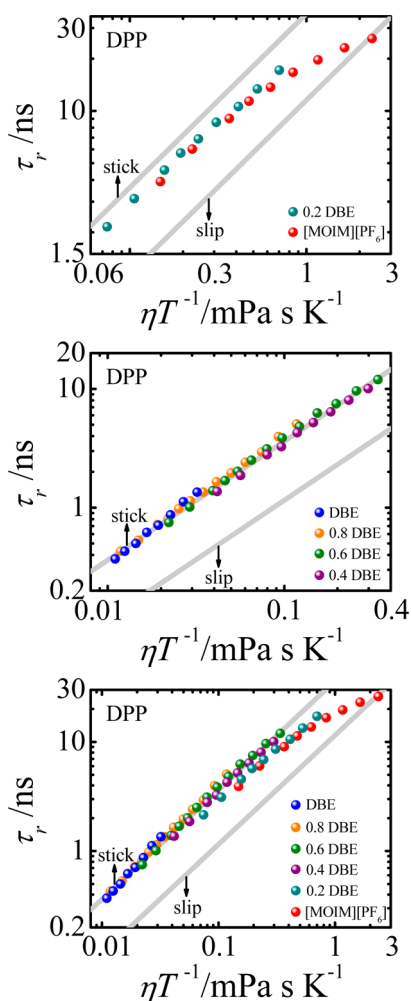 30
DPP
10
τr /ns
stick
0.2 DBE
[MOIM][PF6]
slip
1.5
0.06 0.3 1 3
ηT -1/mPa s K-1
20
DPP
10
τr /ns
stick
1
DBE
0.8 DBE
0.6 DBE
0.4 DBE
slip
0.2
0.01 0.1 0.4
ηT -1/mPa s K-1
30
DPP
10
τr /ns
stick
1
DBE
0.8 DBE
0.6 DBE
0.4 DBE
0.2 DBE
[MOIM][PF6]
slip
0.2
0.01 0.1 1 3
ηT -1/mPa s K-1